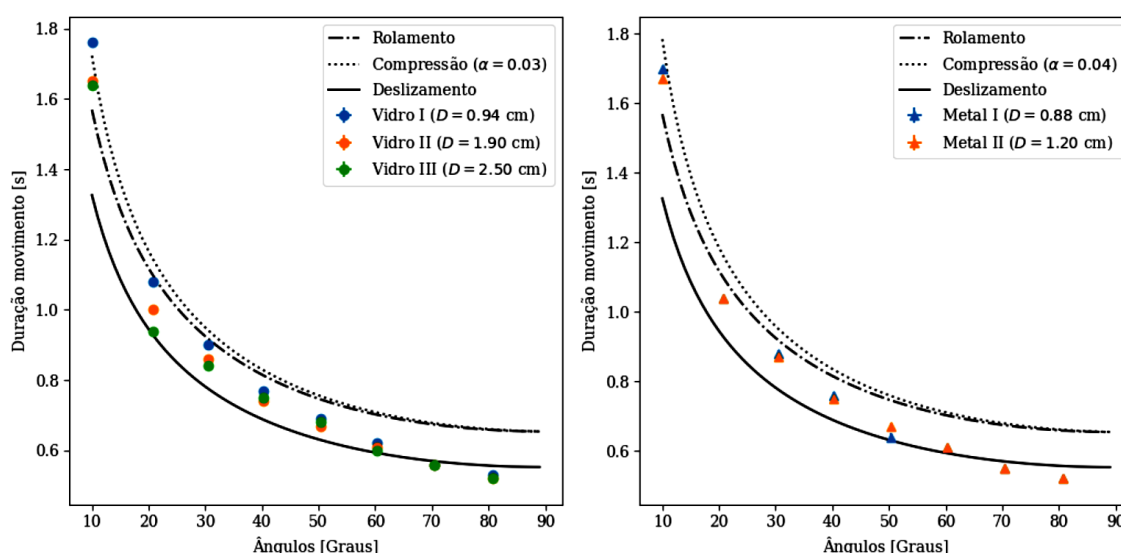 Duração movimento [s]
1.8
1.6
1.4
1.2
1.0
0.8
0.6
10 20 30 40 50 60 70 80 90
Ângulos [Graus]
Rolamento
Compressão (α = 0.03)
Deslizamento
Vidro I (D = 0.94 cm)
Vidro II (D = 1.90 cm)
Vidro III (D = 2.50 cm)
Duração movimento [s]
1.8
1.6
1.4
1.2
1.0
0.8
0.6
10 20 30 40 50 60 70 80 90
Ângulos [Graus]
Rolamento
Compressão (α = 0.04)
Deslizamento
Metal I (D = 0.88 cm)
Metal II (D = 1.20 cm)